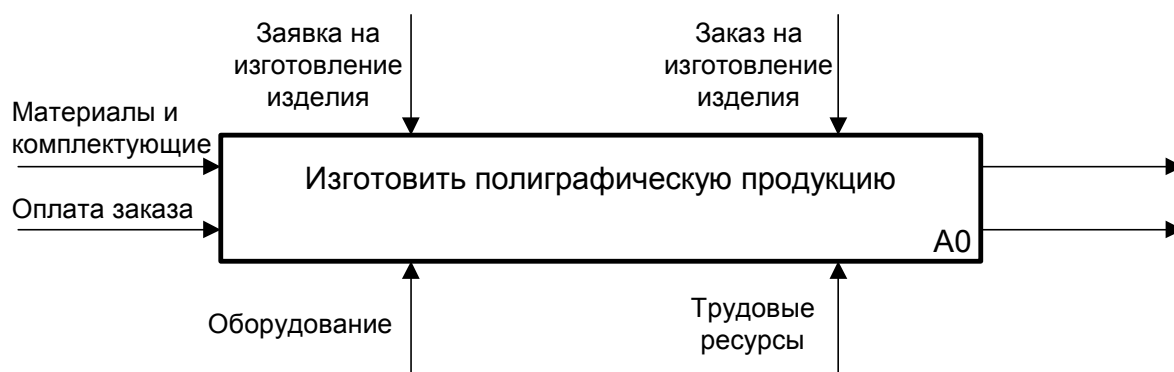 Заявка на
изготовление
изделия
Заказ на
изготовление
изделия
Материалы и
комплектующие
Изготовить полиграфическую продукцию
Оплата заказа
A0
Оборудование
Трудовые
ресурсы